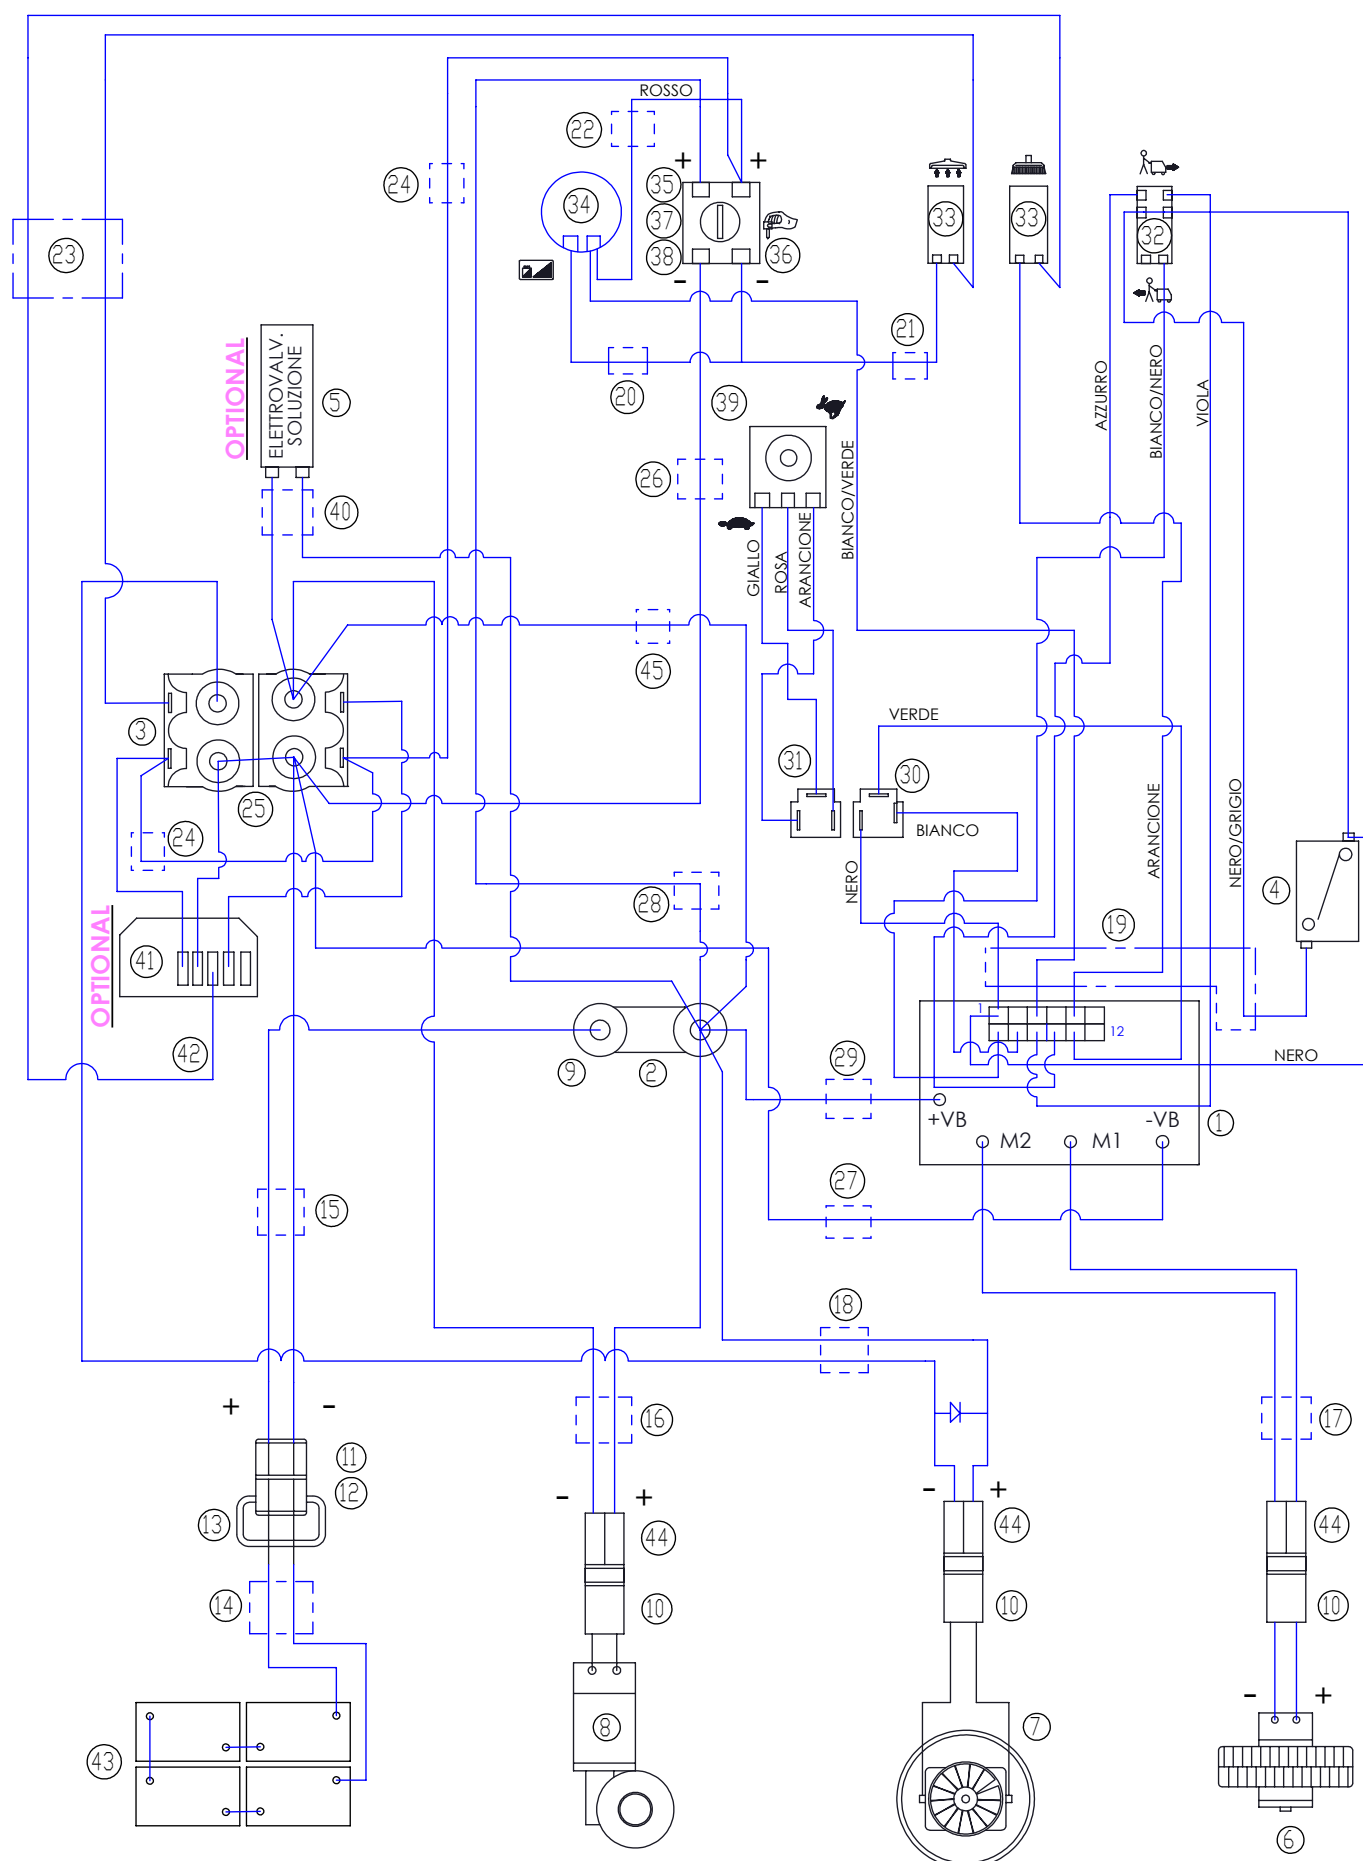 ROSSO
22
24
+
+
35
34
37
33
33
32
23
38
36
-
-
21
20
39
OPTIONAL
ELETTROVALV.
SOLUZIONE
5
AZZURRO
BIANCO/NERO
VIOLA
26
40
BIANCO/VERDE
GIALLO
ROSA
ARANCIONE
45
3
VERDE
31
30
25
24
BIANCO
NERO
ARANCIONE
NERO/GRIGIO
28
4
OPTIONAL
41
19
1
12
42
9
2
29
NERO
+VB
-VB
1
M2
M1
27
15
18
+
-
16
17
11
12
13
-
+
-
+
44
44
44
14
10
10
10
-
+
8
7
43
6